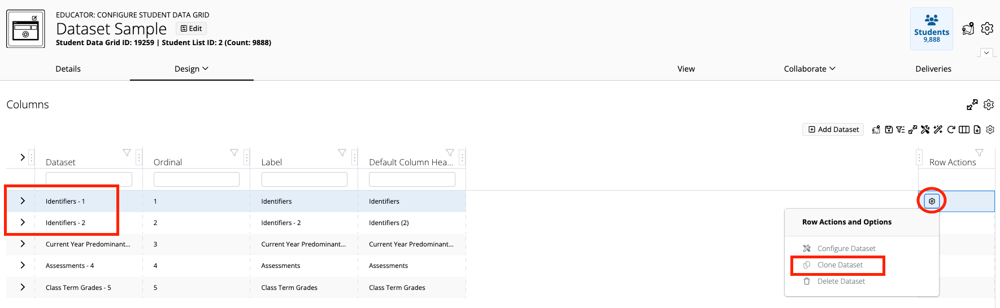 EDUCATOR: CONFIGURE STUDENT DATA GRID
Dataset Sample Edit
Student Data Grid ID: 19259 | Student List ID: 2 (Count: 9888)
Students
9,888
Details Design View Collaborate Deliveries
Columns
Add Dataset
Dataset Ordinal Label Default Column Hea... Row Actions
Identifiers - 1 1 Identifiers Identifiers
Identifiers - 2 2 Identifiers - 2 Identifiers (2)
Current Year Predominant... 3 Current Year Predominant... Current Year Predominant...
Assessments - 4 4 Assessments Assessments
Class Term Grades - 5 5 Class Term Grades Class Term Grades
Row Actions and Options
Configure Dataset
Clone Dataset
Delete Dataset